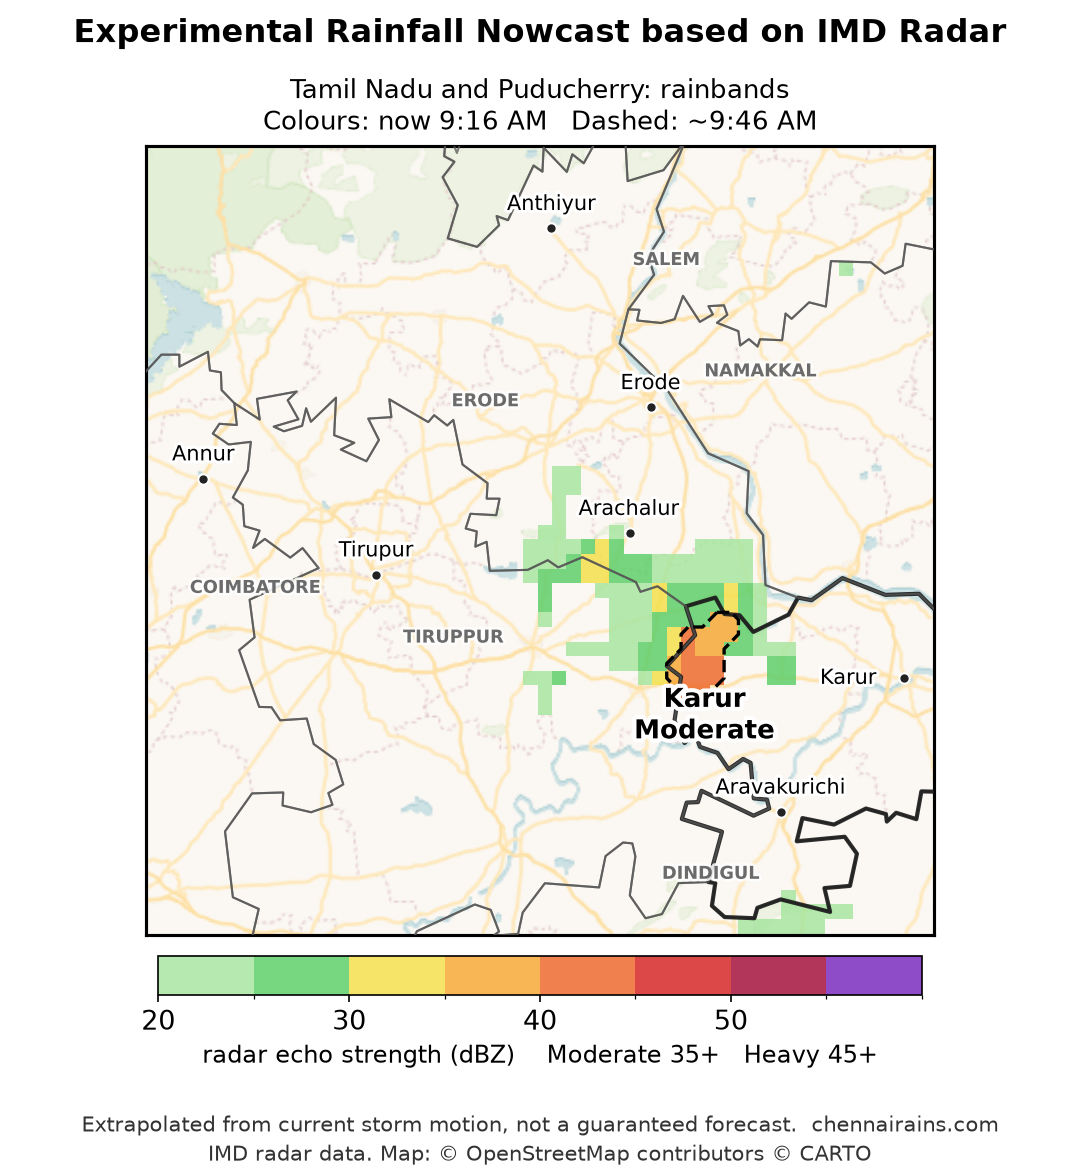 Experimental Rainfall Nowcast based on IMD Radar
Tamil Nadu and Puducherry: rainbands
Colours: now 9:16 AM   Dashed: ~9:46 AM
Anthiyur
SALEM
NAMAKKAL
Erode
ERODE
Annur
Arachalur
Tirupur
COIMBATORE
TIRUPPUR
Karur
Karur
Moderate
Aravakurichi
DINDIGUL
20 30 40 50
radar echo strength (dBZ)   Moderate 35+   Heavy 45+
Extrapolated from current storm motion, not a guaranteed forecast.  chennairains.com
IMD radar data. Map: © OpenStreetMap contributors © CARTO